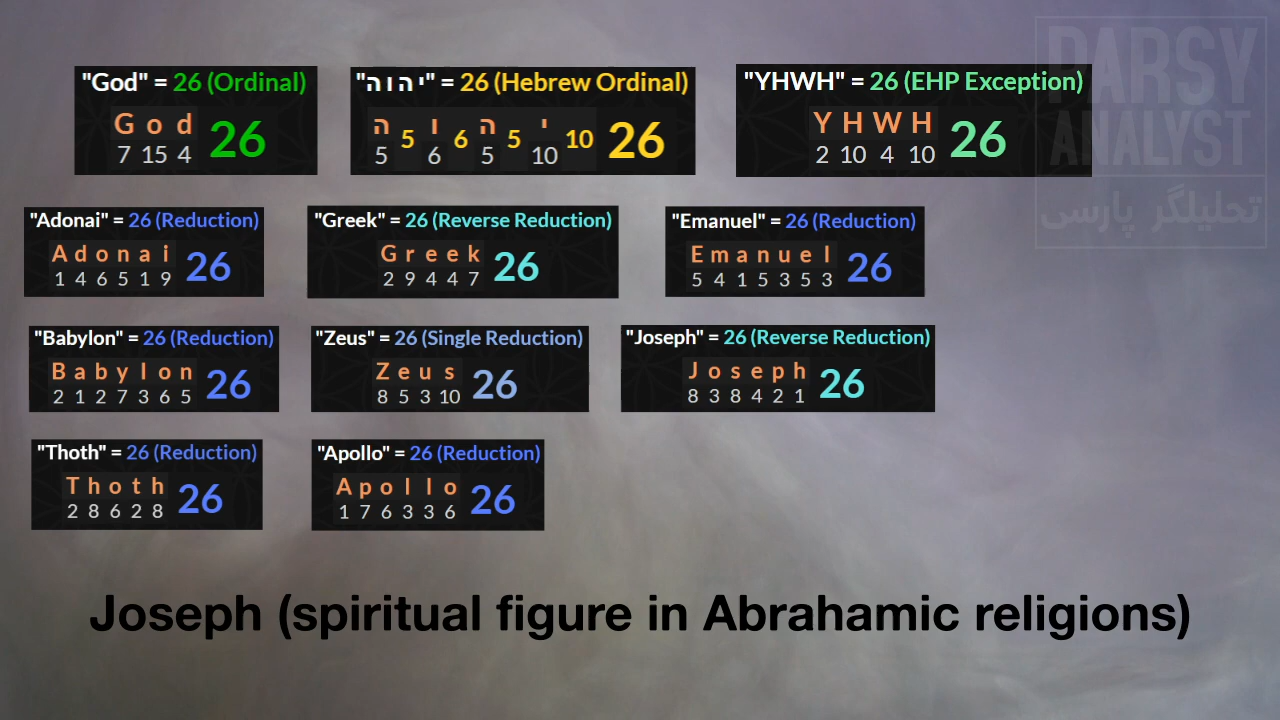 "God" = 26 (Ordinal)
G o d 26
7 15 4
"יהוה" = 26 (Hebrew Ordinal)
ה 5 ו 6 ה 5 י 10 26
5 6 5 10
"YHWH" = 26 (EHP Exception)
Y H W H 26
2 10 4 10
PARSY
ANALYST
تحلیلگر پارسی
"Adonai" = 26 (Reduction)
A d o n a i 26
1 4 6 5 1 9
"Greek" = 26 (Reverse Reduction)
G r e e k 26
2 9 4 4 7
"Emanuel" = 26 (Reduction)
E m a n u e l 26
5 4 1 5 3 5 3
"Babylon" = 26 (Reduction)
B a b y l o n 26
2 1 2 7 3 6 5
"Zeus" = 26 (Single Reduction)
Z e u s 26
8 5 3 10
"Joseph" = 26 (Reverse Reduction)
J o s e p h 26
8 3 8 4 2 1
"Thoth" = 26 (Reduction)
T h o t h 26
2 8 6 2 8
"Apollo" = 26 (Reduction)
A p o l l o 26
1 7 6 3 3 6
Joseph (spiritual figure in Abrahamic religions)